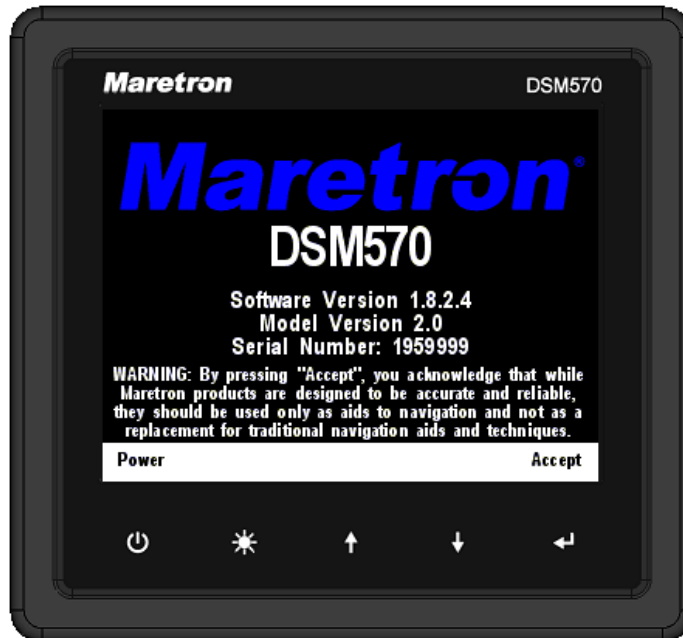 Maretron DSM570
Maretron®
DSM570
Software Version 1.8.2.4
Model Version 2.0
Serial Number: 1959999
WARNING: By pressing "Accept", you acknowledge that while
Maretron products are designed to be accurate and reliable,
they should be used only as aids to navigation and not as a
replacement for traditional navigation aids and techniques.
Power Accept